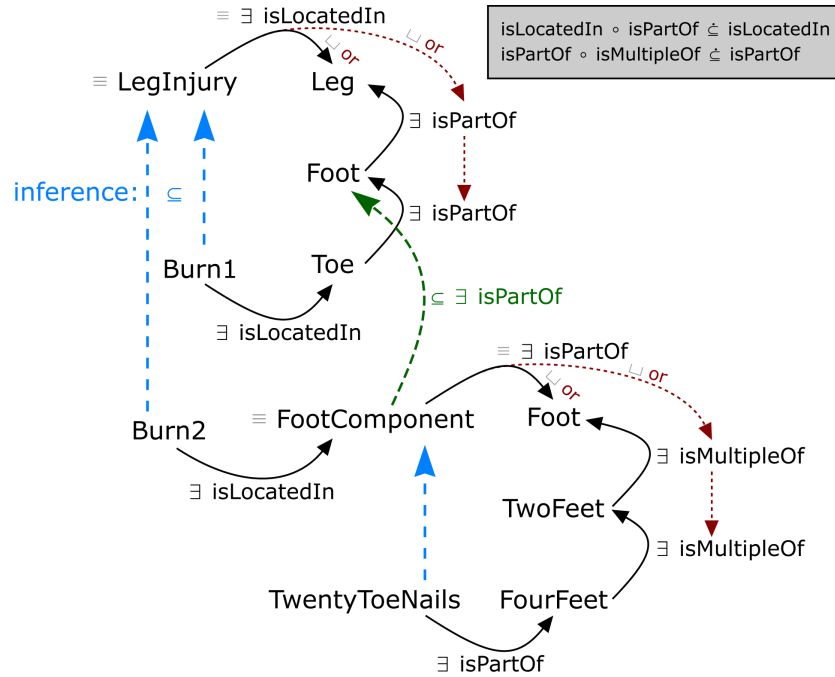 ≡ ∃ isLocatedIn
isLocatedIn ∘ isPartOf ⊆̇ isLocatedIn
isPartOf ∘ isMultipleOf ⊆̇ isPartOf
⊔ or
⊔ or
≡ LegInjury
Leg
∃ isPartOf
Foot
inference: ⊆
∃ isPartOf
Burn1
Toe
⊆ ∃ isPartOf
∃ isLocatedIn
≡ ∃ isPartOf
⊔ or
⊔ or
≡ FootComponent
Foot
Burn2
∃ isMultipleOf
∃ isLocatedIn
TwoFeet
∃ isMultipleOf
TwentyToeNails
FourFeet
∃ isPartOf